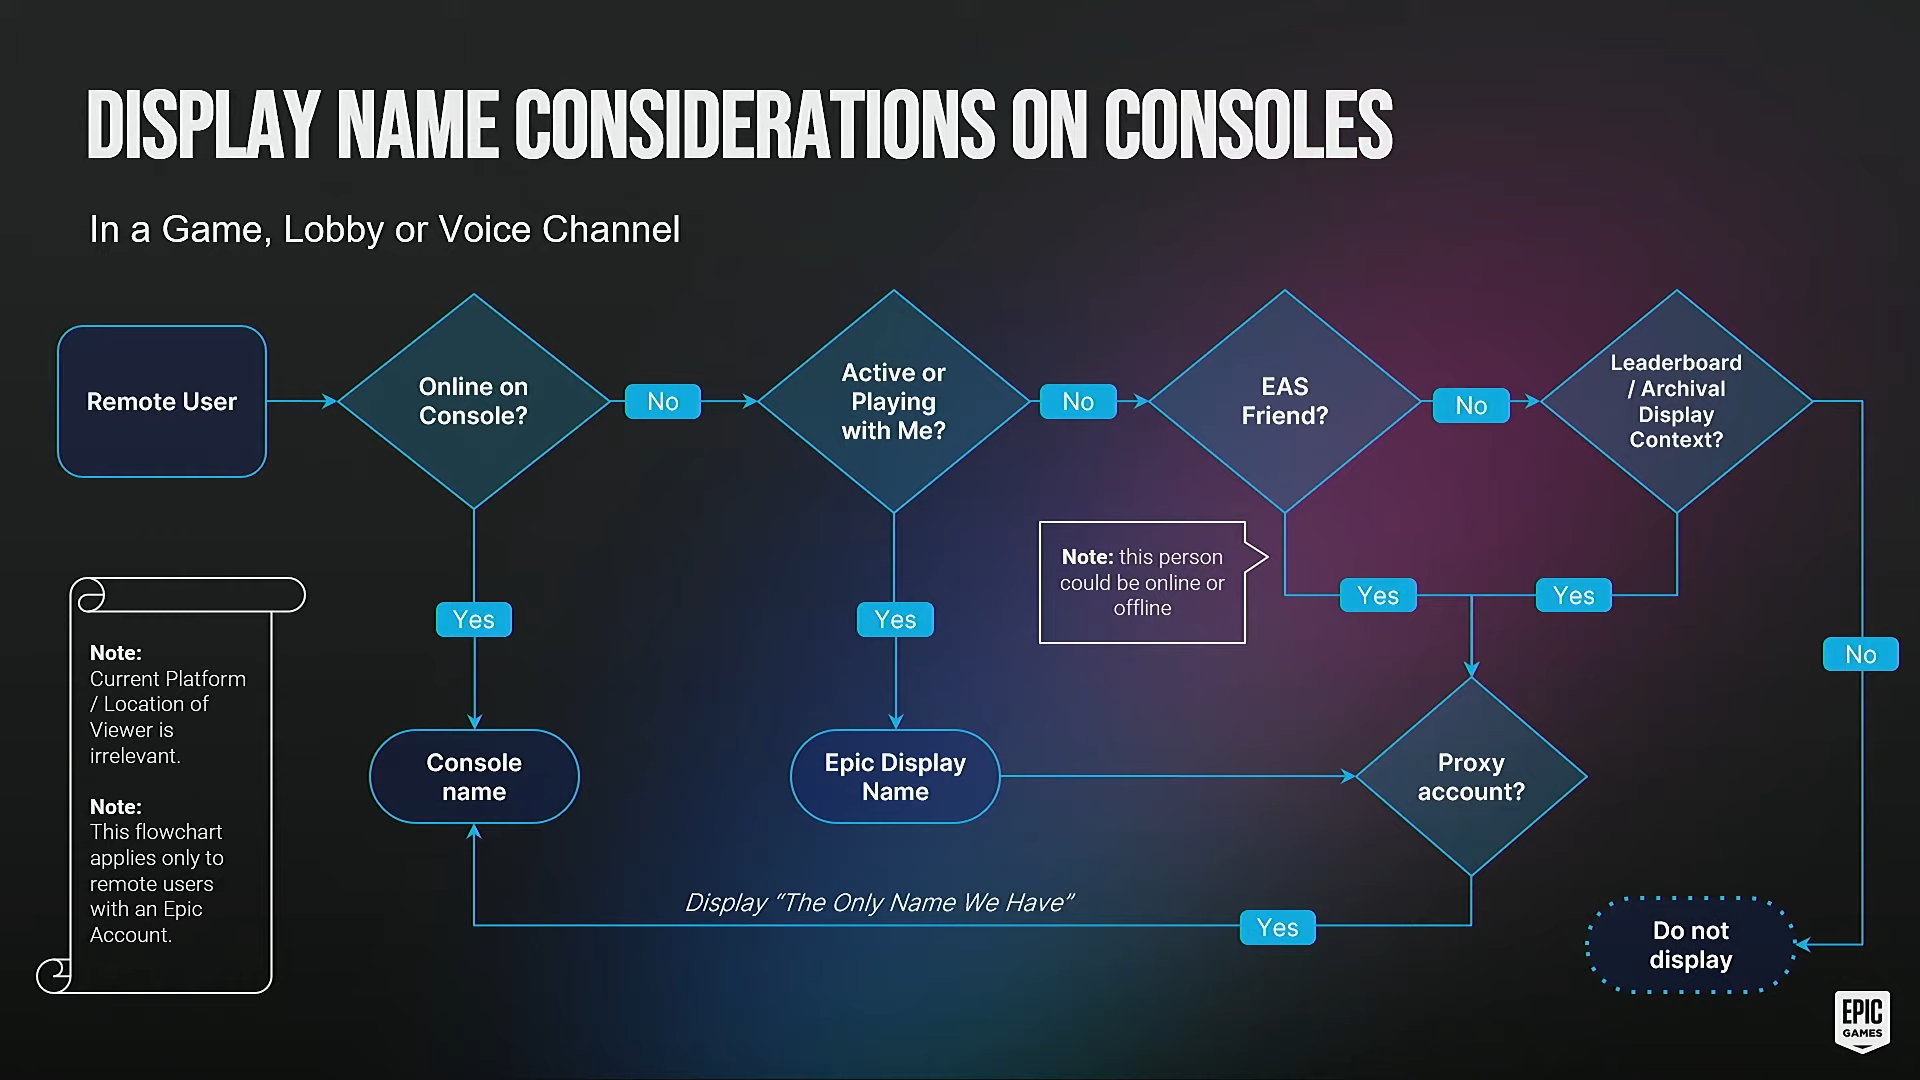 DISPLAY NAME CONSIDERATIONS ON CONSOLES
In a Game, Lobby or Voice Channel
Remote User
Online on
Console?
No
Active or
Playing
with Me?
No
EAS
Friend?
No
Leaderboard
/ Archival
Display
Context?
Note: this person
could be online or
offline
Yes
Yes
Yes
Yes
No
Note:
Current Platform
/ Location of
Viewer is
irrelevant.
Note:
This flowchart
applies only to
remote users
with an Epic
Account.
Console
name
Epic Display
Name
Proxy
account?
Display “The Only Name We Have”
Yes
Do not
display
EPIC
GAMES